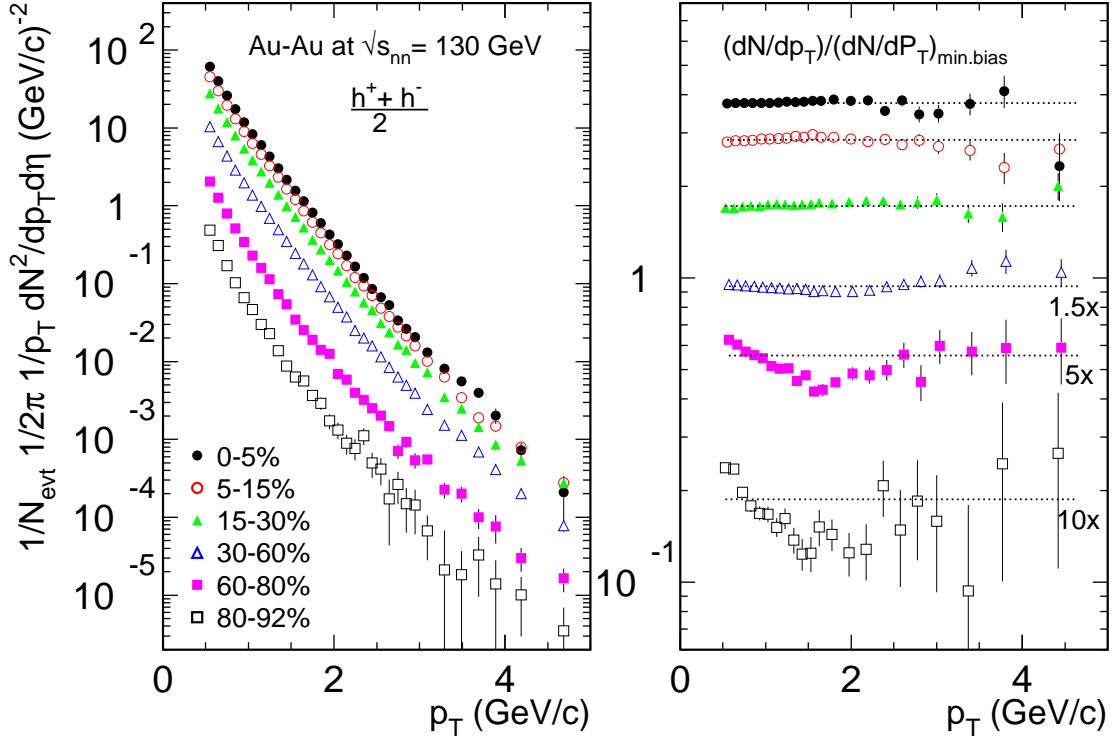 1/N_evt 1/2π 1/p_T dN²/dp_Tdη (GeV/c)⁻²
10²
10
1
10⁻¹
10⁻²
10⁻³
10⁻⁴
10⁻⁵
Au-Au at √s_nn= 130 GeV
h⁺ + h⁻
2
0-5%
5-15%
15-30%
30-60%
60-80%
80-92%
0 2 4
p_T (GeV/c)
(dN/dp_T)/(dN/dP_T)_min.bias
1
10⁻¹
1.5x
5x
10x
0 2 4
p_T (GeV/c)